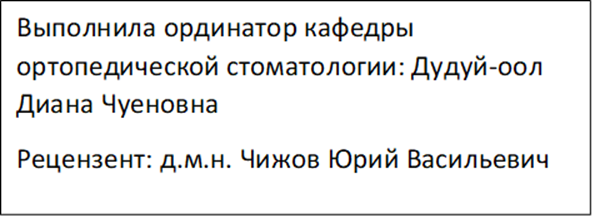 Выполнила ординатор кафедры
ортопедической стоматологии: Дудуй-оол
Диана Чуеновна
Рецензент: д.м.н. Чижов Юрий Васильевич